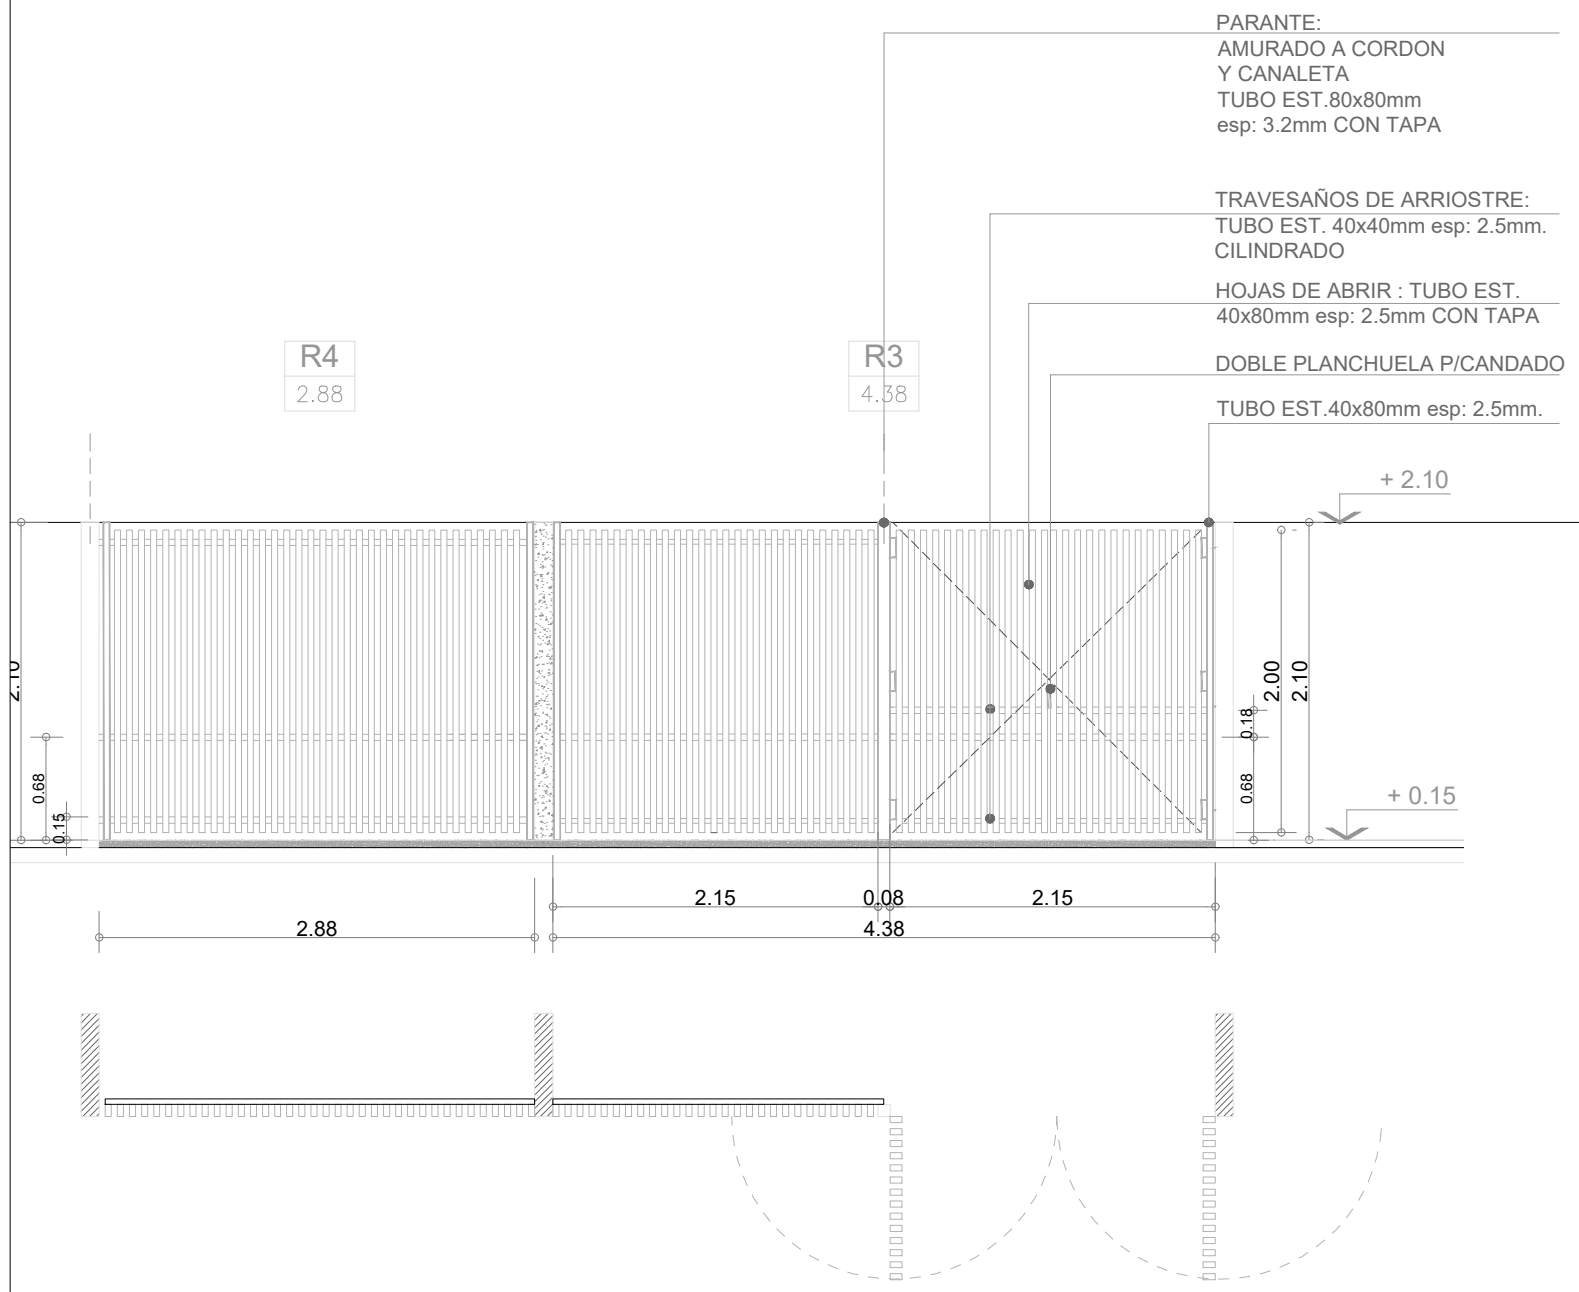 PARANTE:
AMURADO A CORDON
Y CANALETA
TUBO EST.80x80mm
esp: 3.2mm CON TAPA
TRAVESAÑOS DE ARRIOSTRE:
TUBO EST. 40x40mm esp: 2.5mm.
CILINDRADO
HOJAS DE ABRIR : TUBO EST.
40x80mm esp: 2.5mm CON TAPA
DOBLE PLANCHUELA P/CANDADO
TUBO EST.40x80mm esp: 2.5mm.
R4
2.88
R3
4.38
+ 2.10
2.10
0.68
0.15
2.00
2.10
0.18
0.68
+ 0.15
2.15
0.08
2.15
2.88
4.38